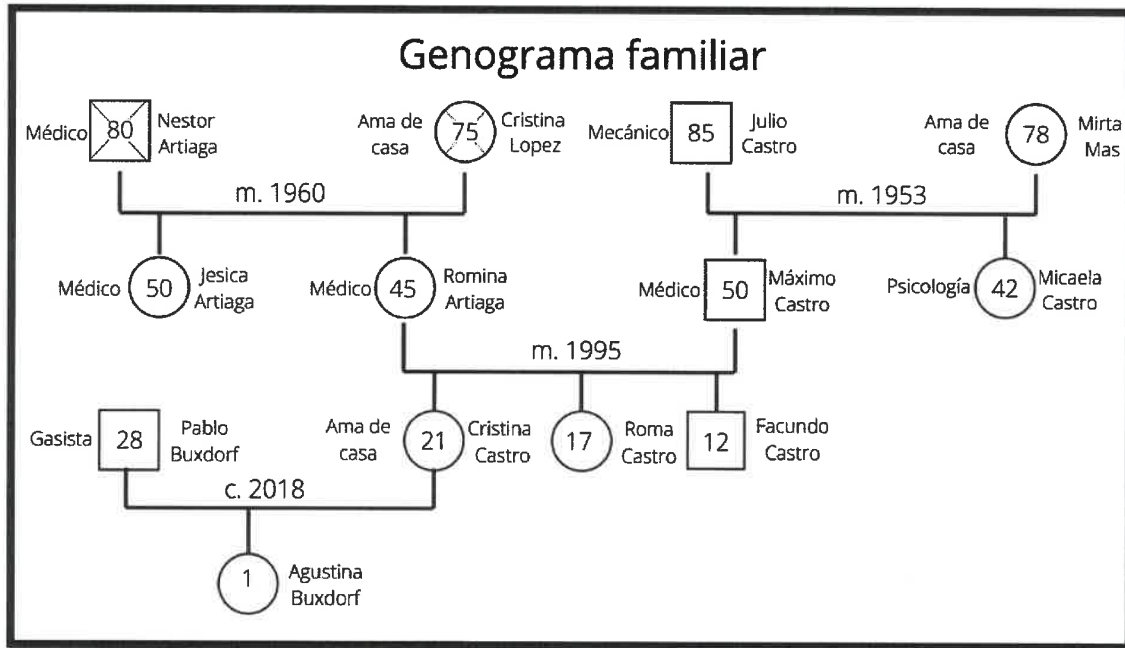 Genograma familiar
Médico
80
Nestor
Artiaga
Ama de
casa
75
Cristina
Lopez
Mecánico
85
Julio
Castro
Ama de
casa
78
Mirta
Mas
m. 1960
m. 1953
Médico
50
Jesica
Artiaga
Médico
45
Romina
Artiaga
Médico
50
Máximo
Castro
Psicología
42
Micaela
Castro
m. 1995
Gasista
28
Pablo
Buxdorf
Ama de
casa
21
Cristina
Castro
17
Roma
Castro
12
Facundo
Castro
c. 2018
1
Agustina
Buxdorf